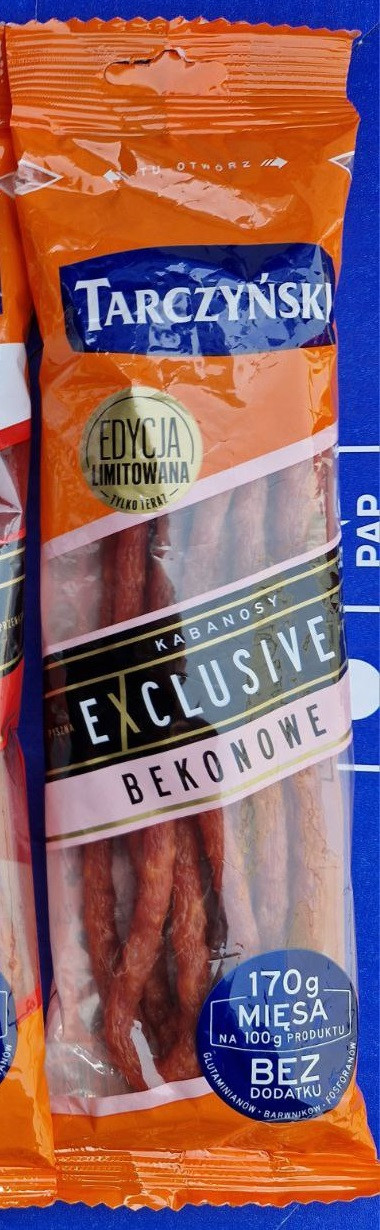 TU OTWÓRZ
TARCZYŃSKI
EDYCJA
LIMITOWANA
TYLKO TERAZ
KABANOSY
EXCLUSIVE
PYSZNA
BEKONOWE
PAP
170g
MIĘSA
NA 100g PRODUKTU
BEZ
DODATKU
GLUTAMINIANÓW · BARWNIKÓW · FOSFORANÓW